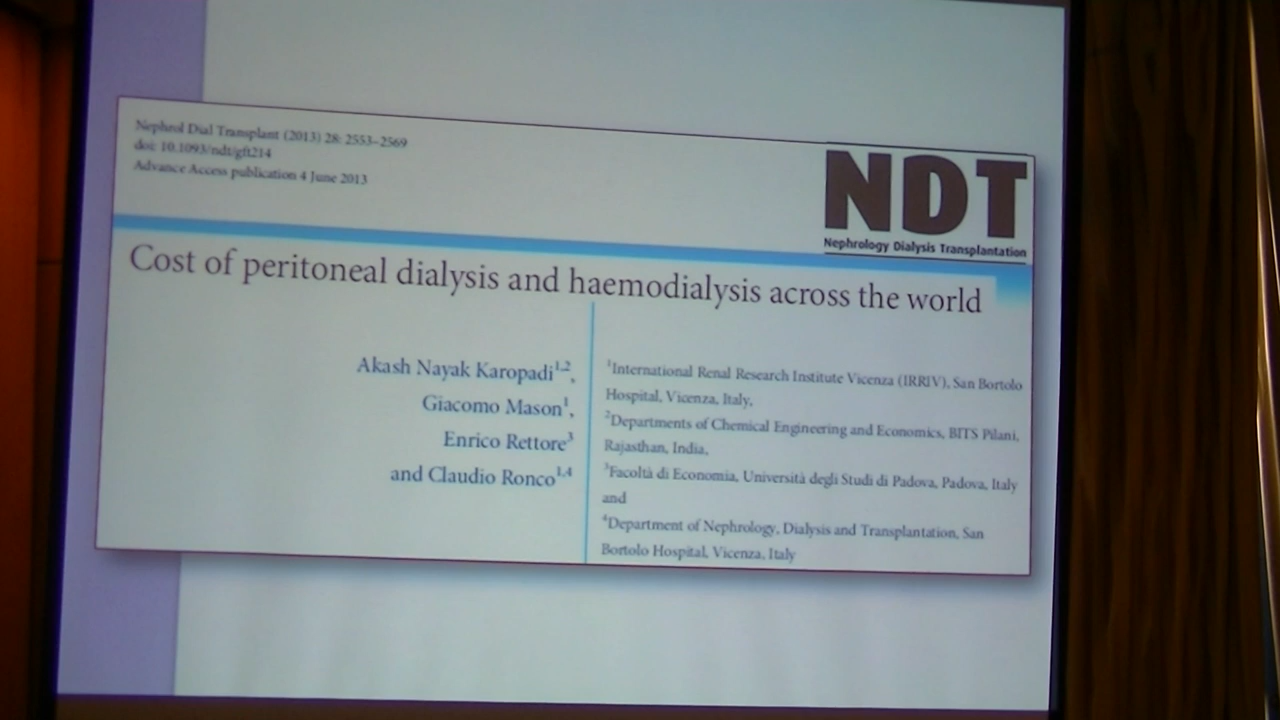 Nephrol Dial Transplant (2013) 28: 2553–2569
doi: 10.1093/ndt/gft214
Advance Access publication 4 June 2013
NDT
Nephrology Dialysis Transplantation
Cost of peritoneal dialysis and haemodialysis across the world
Akash Nayak Karopadi1,2,
Giacomo Mason1,
Enrico Rettore3
and Claudio Ronco1,4
1International Renal Research Institute Vicenza (IRRIV), San Bortolo
Hospital, Vicenza, Italy,
2Departments of Chemical Engineering and Economics, BITS Pilani,
Rajasthan, India,
3Facoltà di Economia, Università degli Studi di Padova, Padova, Italy
and
4Department of Nephrology, Dialysis and Transplantation, San
Bortolo Hospital, Vicenza, Italy